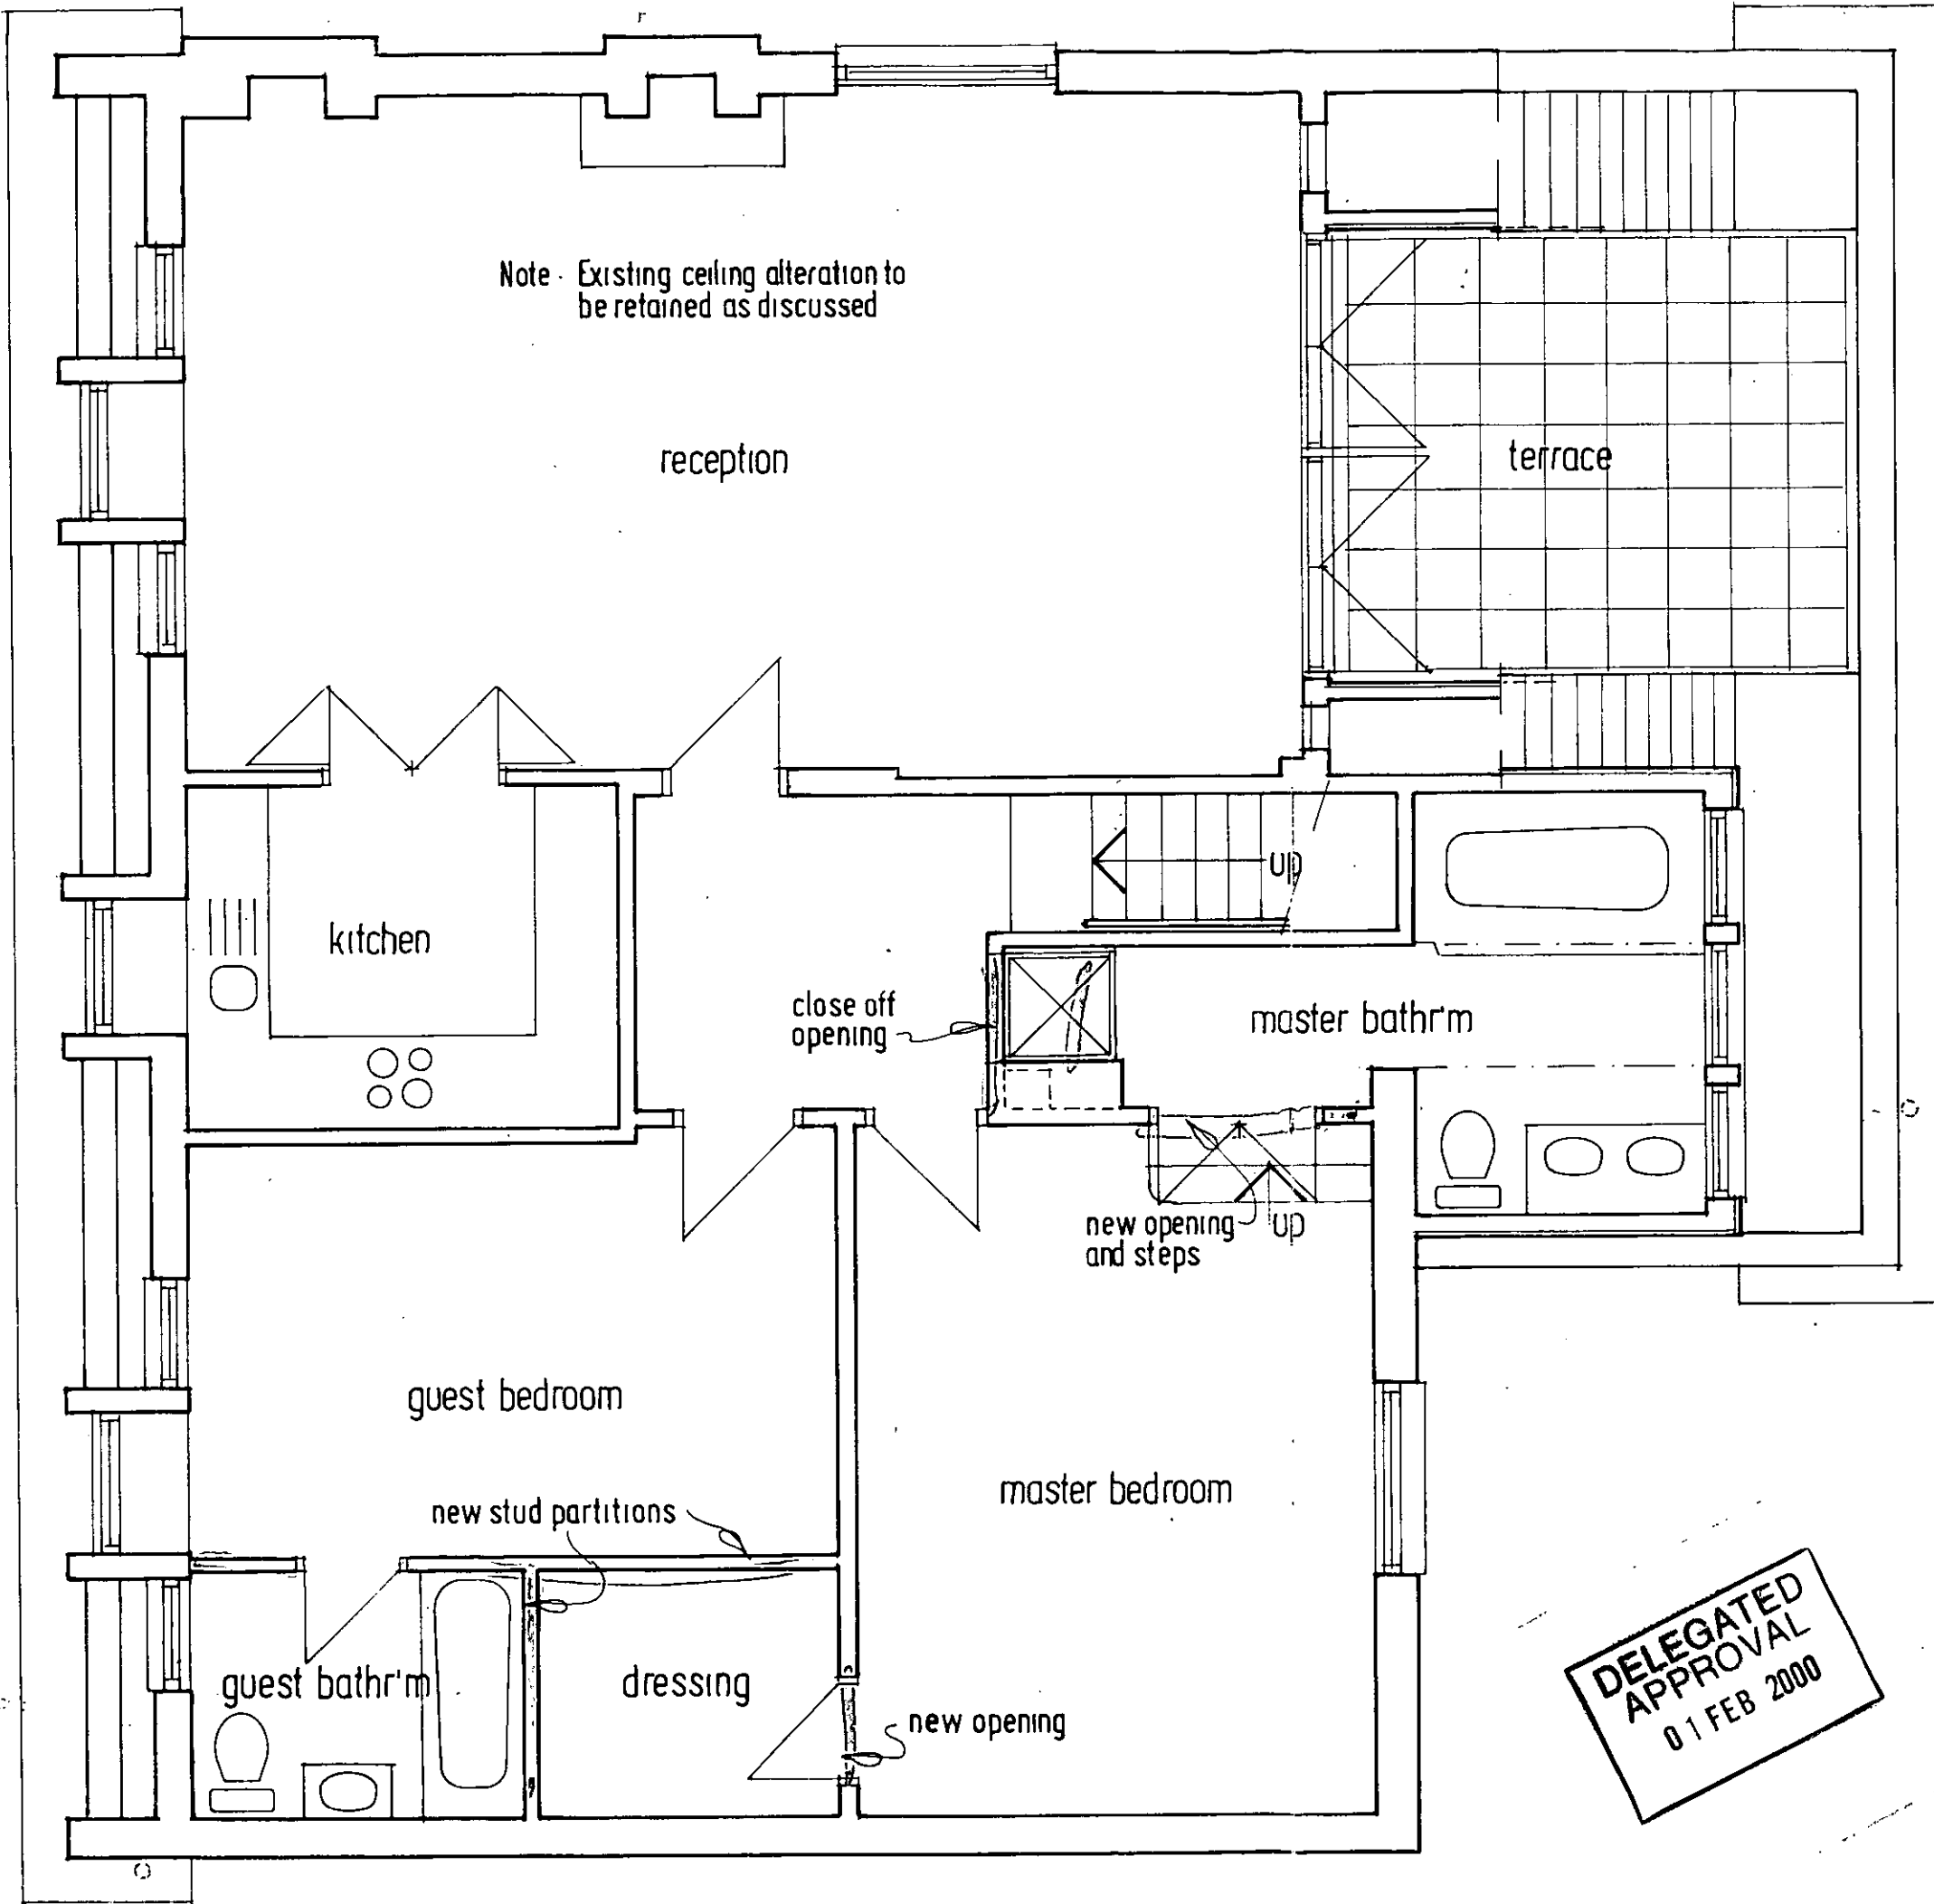 Note · Existing ceiling alteration to
be retained as discussed
reception
terrace
up
kitchen
close off
opening
master bathr'm
new opening
and steps
up
guest bedroom
master bedroom
new stud partitions
guest bathr'm
dressing
new opening
DELEGATED
APPROVAL
01 FEB 2000